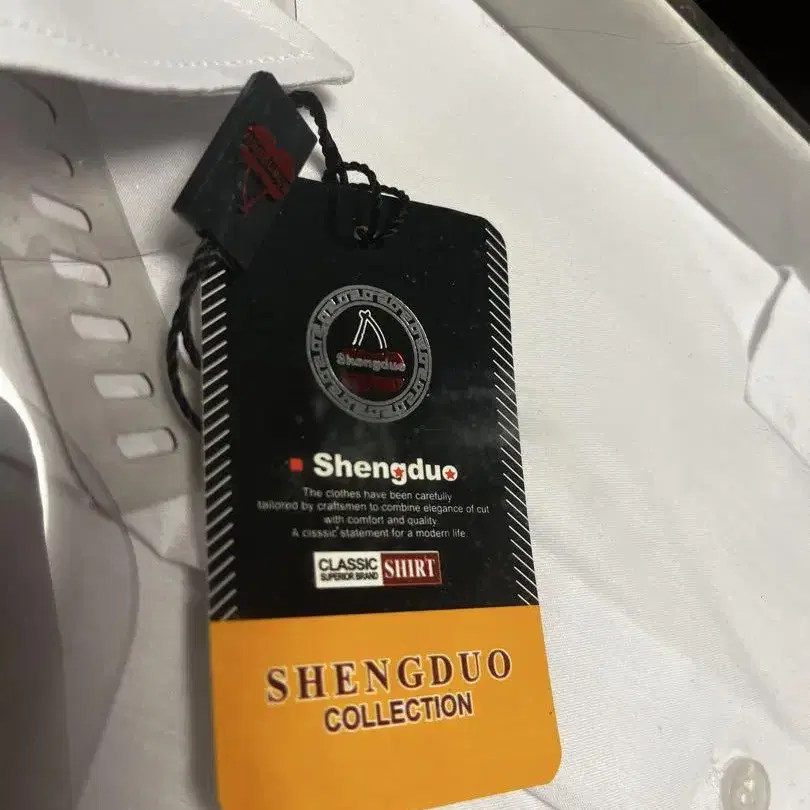 Shengduo
Shengduo
The clothes have been carefully
tailored by craftsmen to combine elegance of cut
with comfort and quality.
A classic statement for a modern life.
CLASSIC
SUPERIOR BRAND
SHIRT
SHENGDUO
COLLECTION